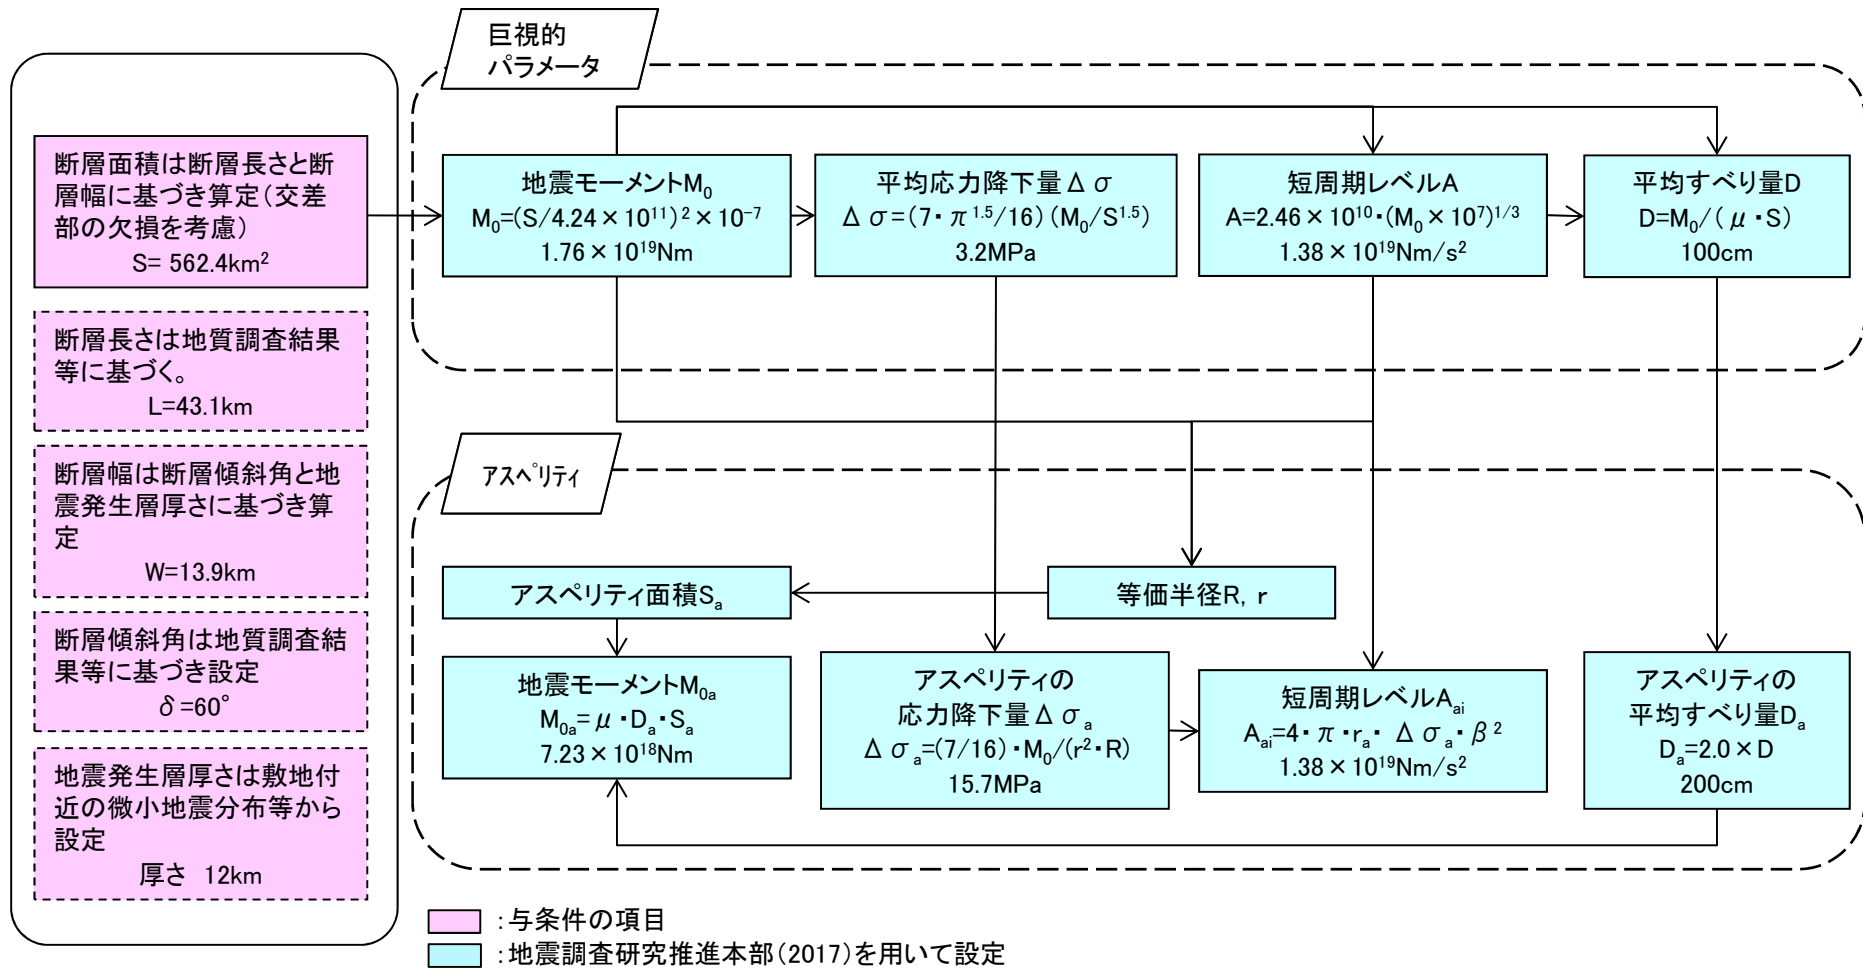 巨視的
パラメータ
断層面積は断層長さと断
層幅に基づき算定(交差
部の欠損を考慮)
S= 562.4km²
断層長さは地質調査結果
等に基づく。
L=43.1km
断層幅は断層傾斜角と地
震発生層厚さに基づき算
定
W=13.9km
断層傾斜角は地質調査結
果等に基づき設定
δ=60°
地震発生層厚さは敷地付
近の微小地震分布等から
設定
厚さ 12km
地震モーメントM₀
M₀=(S/4.24×10¹¹)²×10⁻⁷
1.76×10¹⁹Nm
平均応力降下量Δσ
Δσ=(7・π¹·⁵/16)(M₀/S¹·⁵)
3.2MPa
短周期レベルA
A=2.46×10¹⁰・(M₀×10⁷)¹/³
1.38×10¹⁹Nm/s²
平均すべり量D
D=M₀/(μ・S)
100cm
アスペリティ
アスペリティ面積Sₐ
等価半径R, r
地震モーメントM₀ₐ
M₀ₐ=μ・Dₐ・Sₐ
7.23×10¹⁸Nm
アスペリティの
応力降下量Δσₐ
Δσₐ=(7/16)・M₀/(r²・R)
15.7MPa
短周期レベルAₐᵢ
Aₐᵢ=4・π・rₐ・Δσₐ・β²
1.38×10¹⁹Nm/s²
アスペリティの
平均すべり量Dₐ
Dₐ=2.0×D
200cm
:与条件の項目
:地震調査研究推進本部(2017)を用いて設定